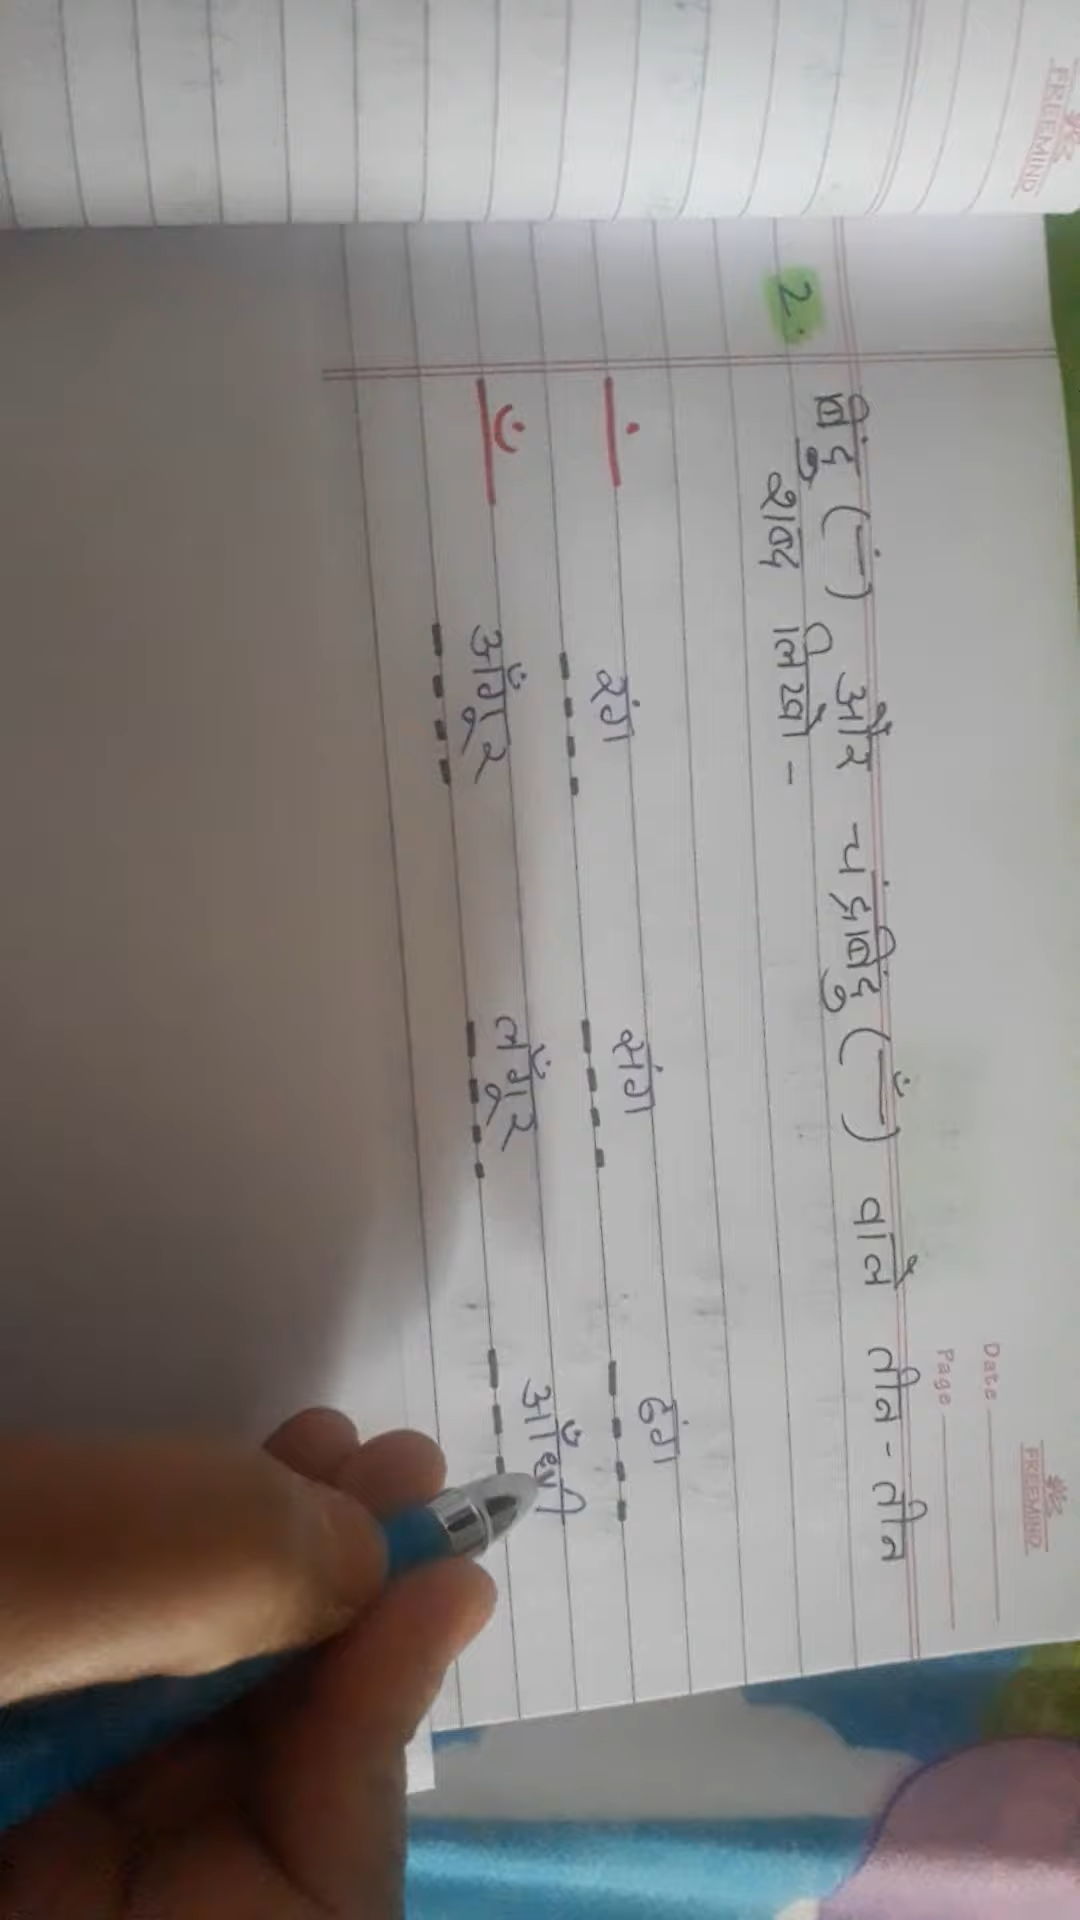 FREEMIND
FREEMIND
Date
Page
2. बिंदु (ं) और चंद्रबिंदु (ँ) वाले तीन - तीन
शब्द लिखो -
ं रंग संग ढंग
ँ अँगूर लँगूर आँधी